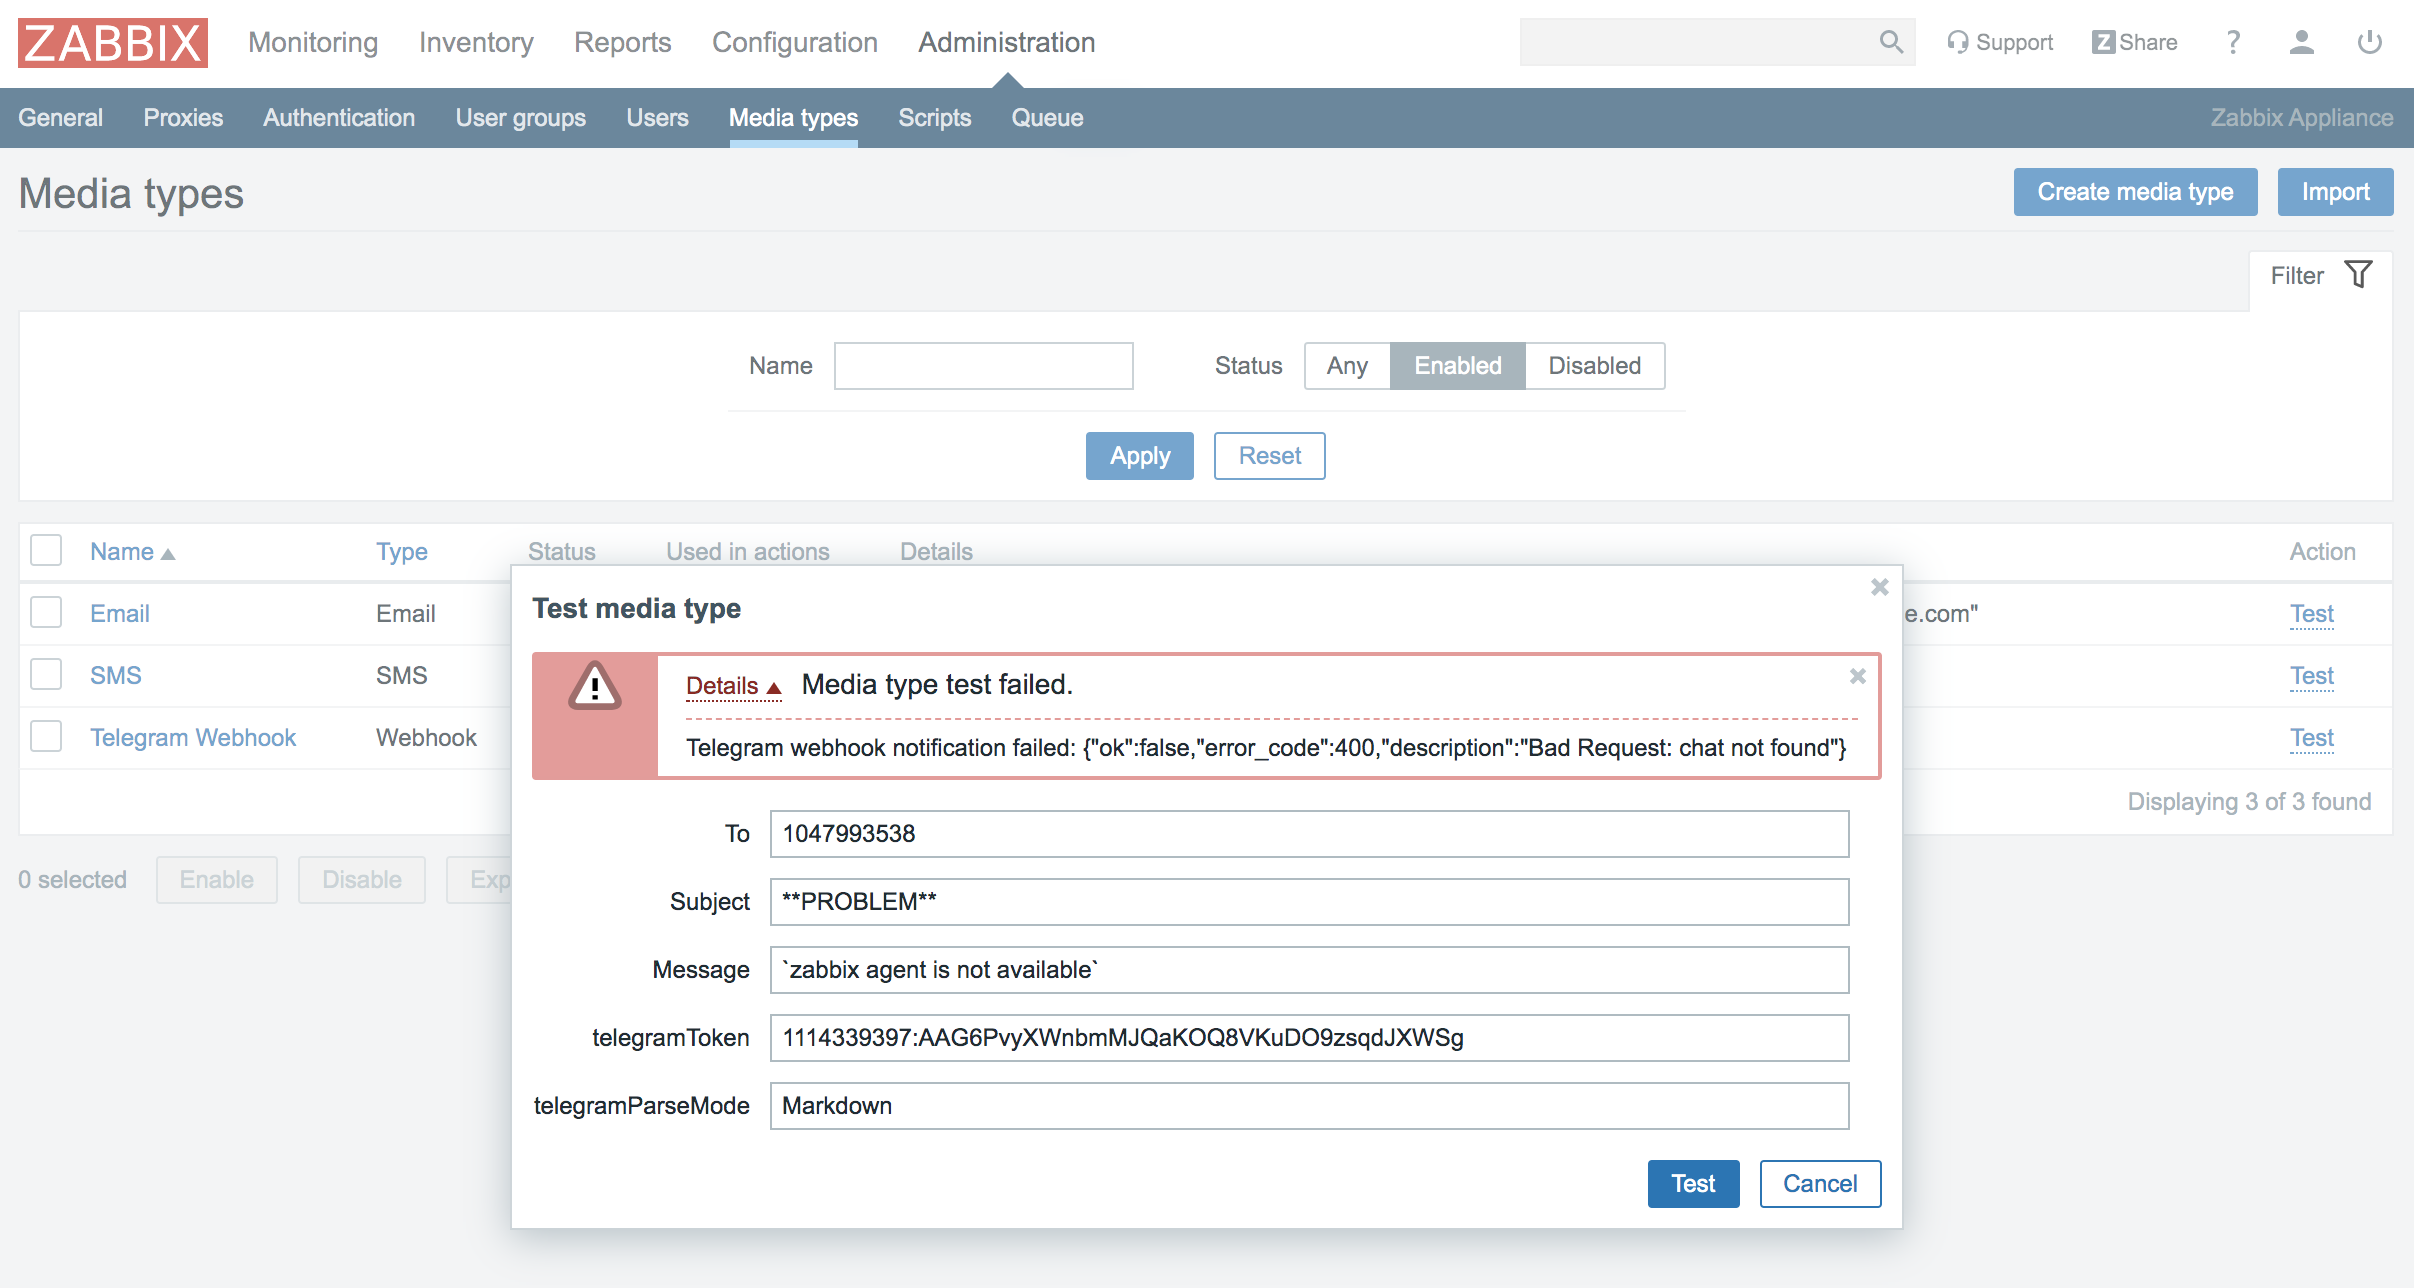 ZABBIX Monitoring Inventory Reports Configuration Administration Support Z Share ?
General Proxies Authentication User groups Users Media types Scripts Queue Zabbix Appliance
Media types Create media type Import
Filter
Name Status Any Enabled Disabled
Apply Reset
Name Type Status Used in actions Details Action
Email Email e.com" Test
SMS SMS Test
Telegram Webhook Webhook Test
Displaying 3 of 3 found
0 selected Enable Disable Exp
Test media type
Details Media type test failed.
Telegram webhook notification failed: {"ok":false,"error_code":400,"description":"Bad Request: chat not found"}
To 1047993538
Subject **PROBLEM**
Message `zabbix agent is not available`
telegramToken 1114339397:AAG6PvyXWnbmMJQaKOQ8VKuDO9zsqdJXWSg
telegramParseMode Markdown
Test Cancel